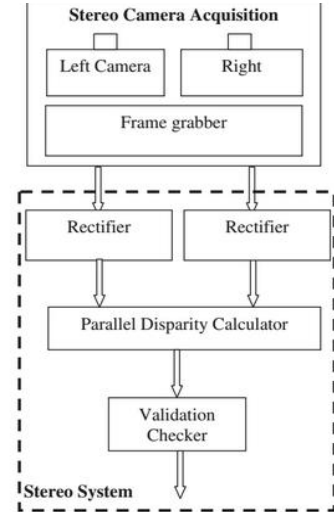 Stereo Camera Acquisition
Left Camera
Right
Frame grabber
Rectifier
Rectifier
Parallel Disparity Calculator
Validation
Checker
Stereo System